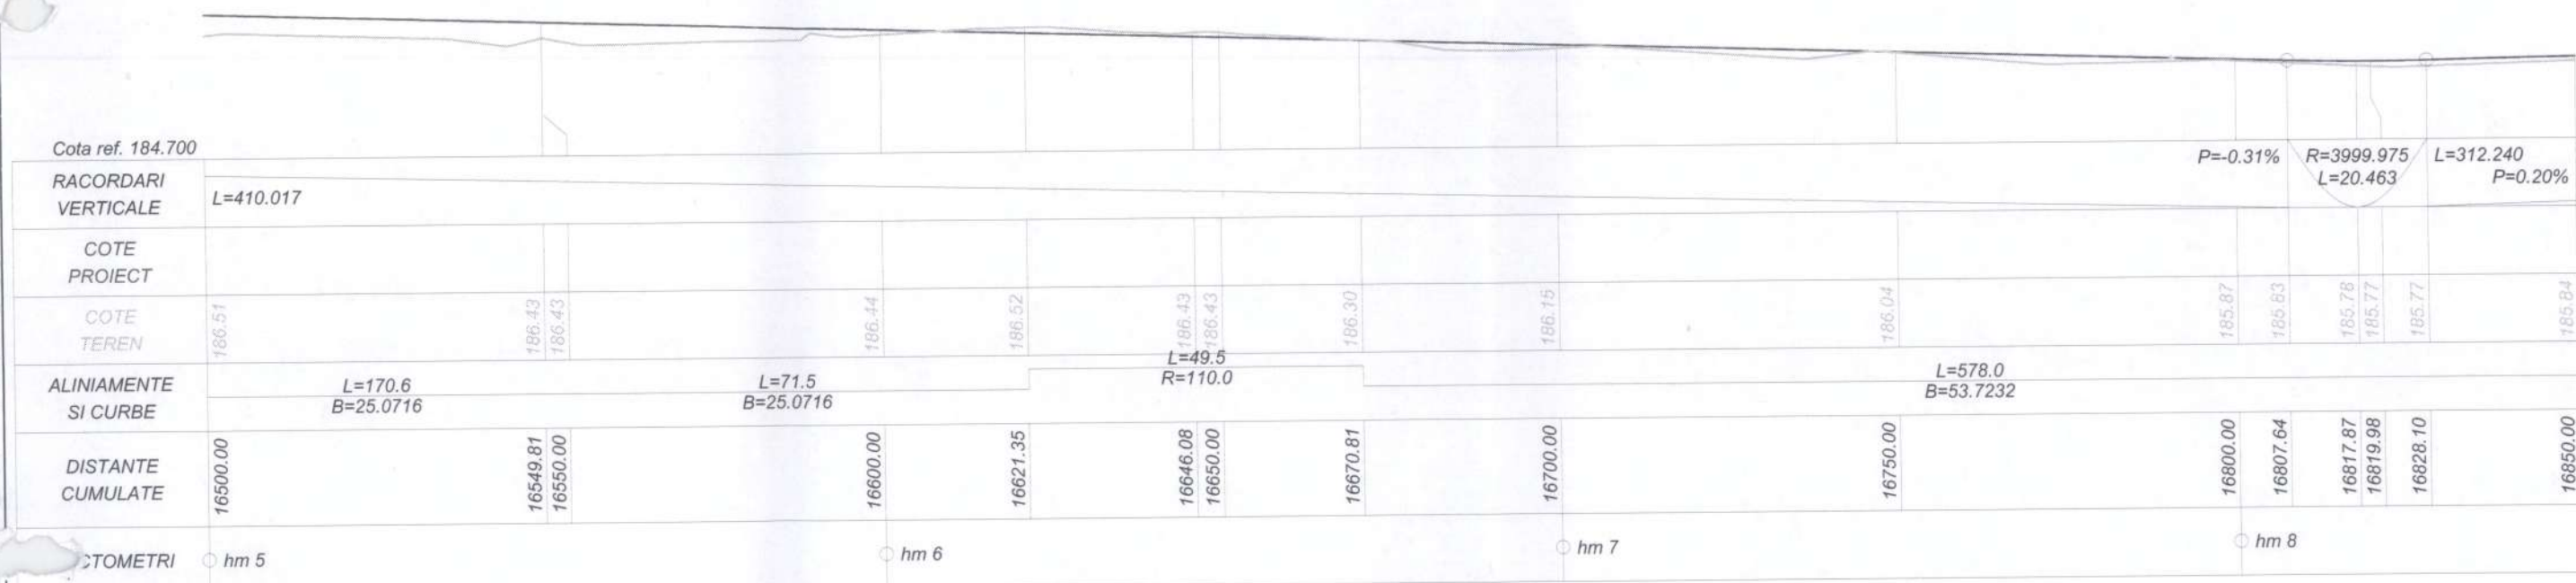 Cota ref. 184.700
RACORDARI
VERTICALE
L=410.017
P=-0.31%
R=3999.975
L=20.463
L=312.240
P=0.20%
COTE
PROIECT
COTE
TEREN
186.51
186.43
186.43
186.44
186.52
186.43
186.43
186.30
186.15
186.04
185.87
185.83
185.78
185.77
185.77
185.84
ALINIAMENTE
SI CURBE
L=170.6
B=25.0716
L=71.5
B=25.0716
L=49.5
R=110.0
L=578.0
B=53.7232
DISTANTE
CUMULATE
16500.00
16549.81
16550.00
16600.00
16621.35
16646.08
16650.00
16670.81
16700.00
16750.00
16800.00
16807.64
16817.87
16819.98
16828.10
16850.00
CTOMETRI
hm 5
hm 6
hm 7
hm 8